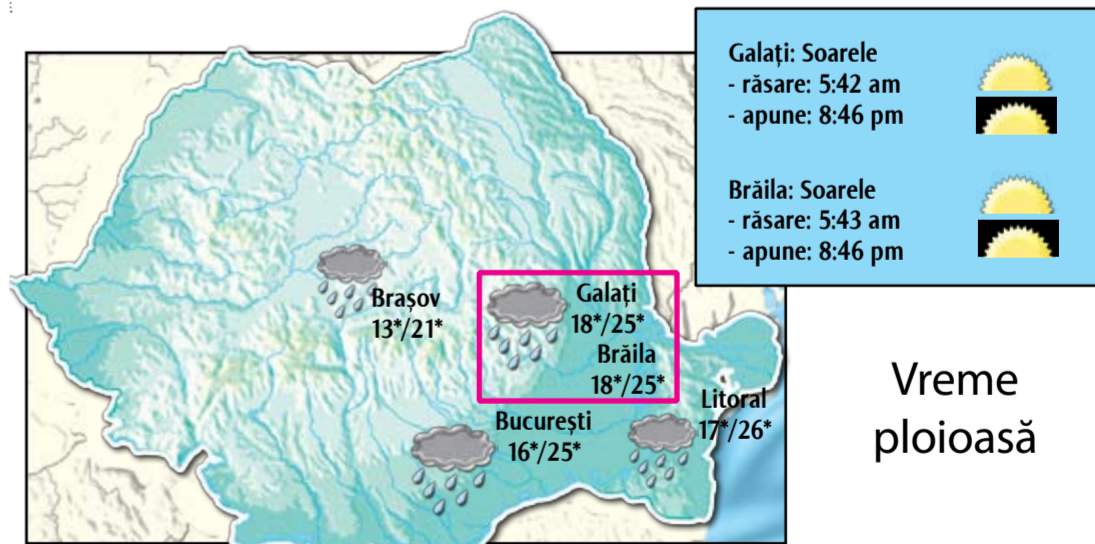 Galați: Soarele
- răsare: 5:42 am
- apune: 8:46 pm
Brăila: Soarele
- răsare: 5:43 am
- apune: 8:46 pm
Brașov
13*/21*
Galați
18*/25*
Brăila
18*/25*
Litoral
17*/26*
București
16*/25*
Vreme
ploioasă